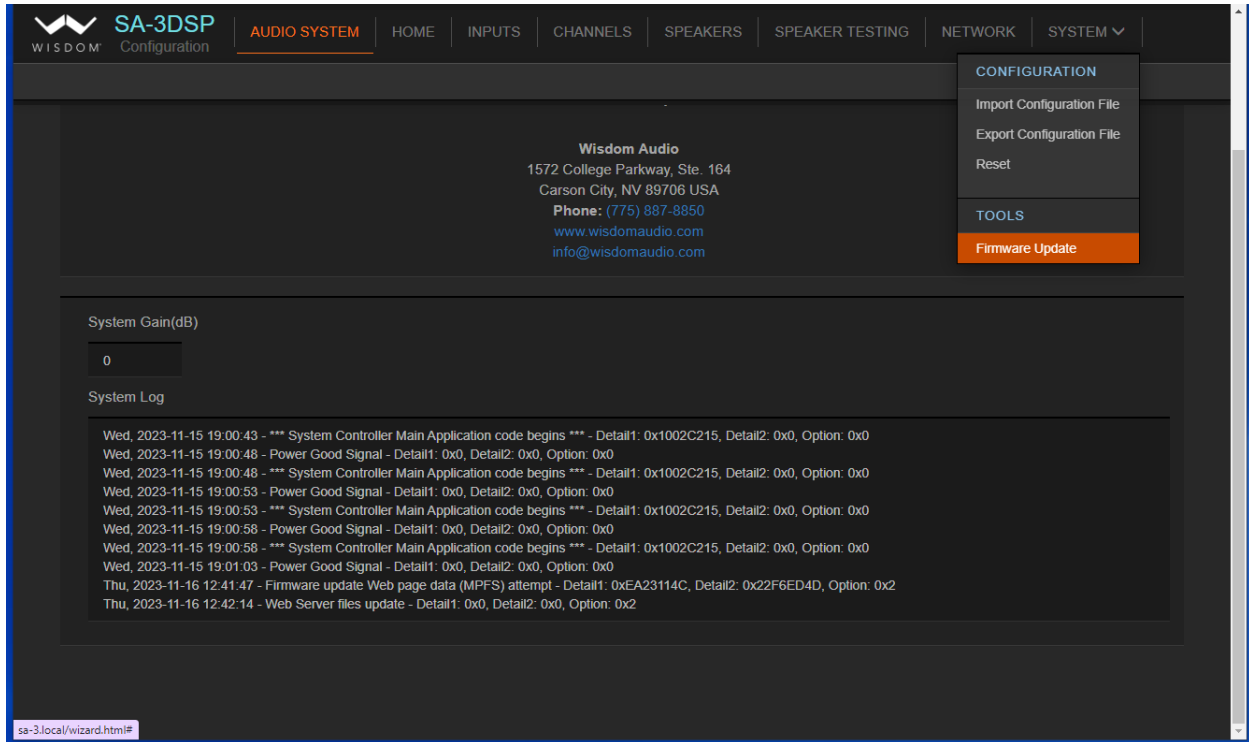 WISDOM
SA-3DSP
Configuration
AUDIO SYSTEM
HOME
INPUTS
CHANNELS
SPEAKERS
SPEAKER TESTING
NETWORK
SYSTEM
CONFIGURATION
Import Configuration File
Export Configuration File
Reset
TOOLS
Firmware Update
Wisdom Audio
1572 College Parkway, Ste. 164
Carson City, NV 89706 USA
Phone: (775) 887-8850
www.wisdomaudio.com
info@wisdomaudio.com
System Gain(dB)
0
System Log
Wed, 2023-11-15 19:00:43 - *** System Controller Main Application code begins *** - Detail1: 0x1002C215, Detail2: 0x0, Option: 0x0
Wed, 2023-11-15 19:00:48 - Power Good Signal - Detail1: 0x0, Detail2: 0x0, Option: 0x0
Wed, 2023-11-15 19:00:48 - *** System Controller Main Application code begins *** - Detail1: 0x1002C215, Detail2: 0x0, Option: 0x0
Wed, 2023-11-15 19:00:53 - Power Good Signal - Detail1: 0x0, Detail2: 0x0, Option: 0x0
Wed, 2023-11-15 19:00:53 - *** System Controller Main Application code begins *** - Detail1: 0x1002C215, Detail2: 0x0, Option: 0x0
Wed, 2023-11-15 19:00:58 - Power Good Signal - Detail1: 0x0, Detail2: 0x0, Option: 0x0
Wed, 2023-11-15 19:00:58 - *** System Controller Main Application code begins *** - Detail1: 0x1002C215, Detail2: 0x0, Option: 0x0
Wed, 2023-11-15 19:01:03 - Power Good Signal - Detail1: 0x0, Detail2: 0x0, Option: 0x0
Thu, 2023-11-16 12:41:47 - Firmware update Web page data (MPFS) attempt - Detail1: 0xEA23114C, Detail2: 0x22F6ED4D, Option: 0x2
Thu, 2023-11-16 12:42:14 - Web Server files update - Detail1: 0x0, Detail2: 0x0, Option: 0x2
sa-3.local/wizard.html#